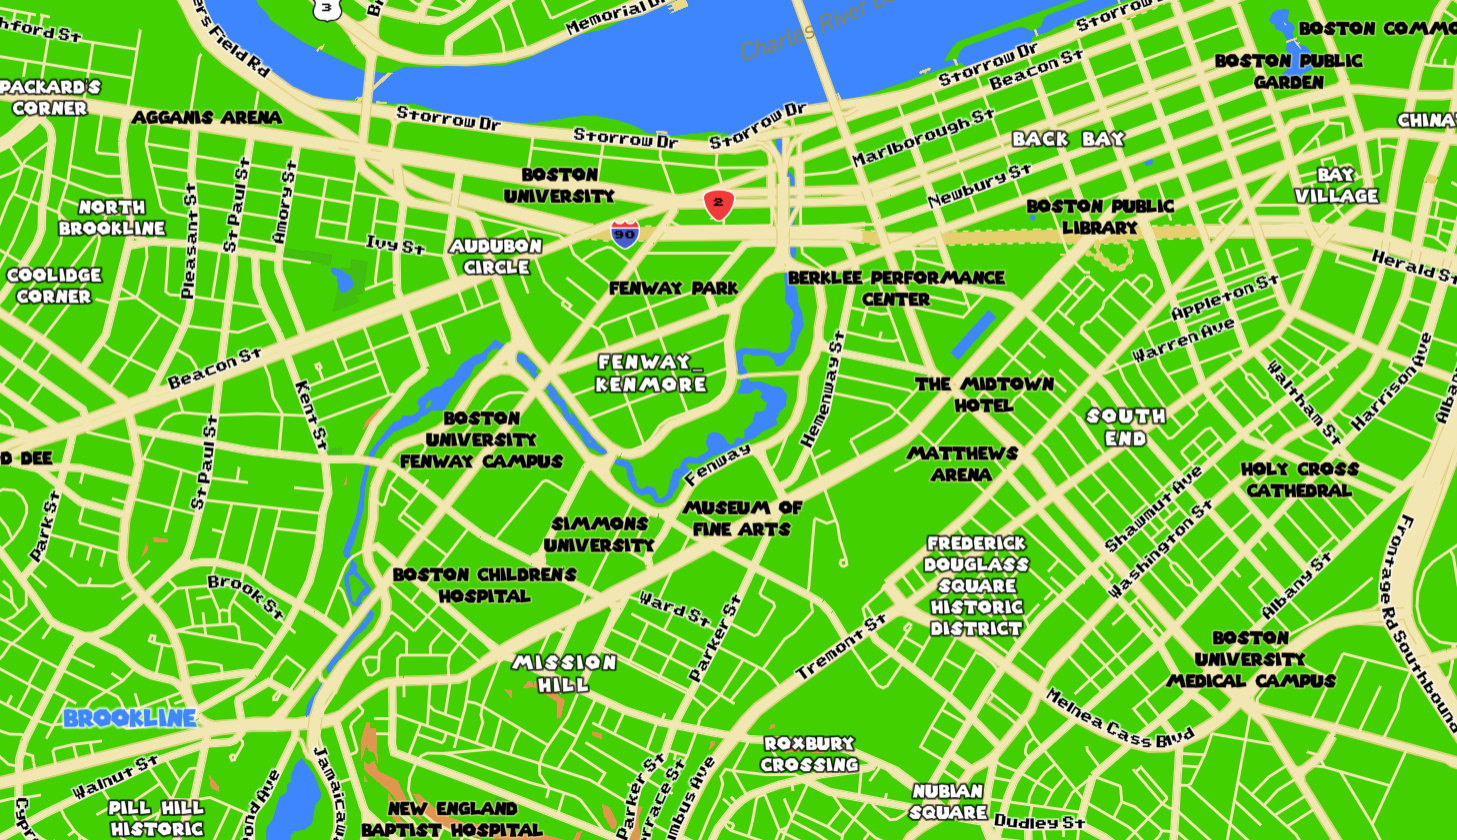 3
Memorial Dr
Charles River
Storrow Dr
BOSTON COMMO
hford St
ers Field Rd
Storrow Dr
Beacon St
BOSTON PUBLIC
GARDEN
PACKARD'S
CORNER
AGGANIS ARENA
Storrow Dr
Storrow Dr
Storrow Dr
Marlborough St
BACK BAY
CHINA
BOSTON
UNIVERSITY
2
90
Newbury St
BAY
VILLAGE
BOSTON PUBLIC
LIBRARY
NORTH
BROOKLINE
Pleasant St
St Paul St
Amory St
Ivy St
AUDUBON
CIRCLE
COOLIDGE
CORNER
FENWAY PARK
BERKLEE PERFORMANCE
CENTER
Herald St
Appleton St
Warren Ave
Beacon St
FENWAY_
KENMORE
Hemenway St
THE MIDTOWN
HOTEL
Waltham St
Harrison Ave
Alban
Kent St
St Paul St
BOSTON
UNIVERSITY
FENWAY CAMPUS
SOUTH
END
D DEE
Fenway
MATTHEWS
ARENA
HOLY CROSS
CATHEDRAL
Park St
SIMMONS
UNIVERSITY
MUSEUM OF
FINE ARTS
Shawmut Ave
Washington St
FREDERICK
DOUGLASS
SQUARE
HISTORIC
DISTRICT
Albany St
Frontage Rd Southbound
Brook St
BOSTON CHILDRENS
HOSPITAL
Ward St
Parker St
Tremont St
BOSTON
UNIVERSITY
MEDICAL CAMPUS
MISSION
HILL
BROOKLINE
Melnea Cass Blvd
Walnut St
Jamaica
ROXBURY
CROSSING
PILL HILL
HISTORIC
Cypr
ond Ave
NEW ENGLAND
BAPTIST HOSPITAL
Parker St
rrace St
mbus Ave
NUBIAN
SQUARE
Dudley St